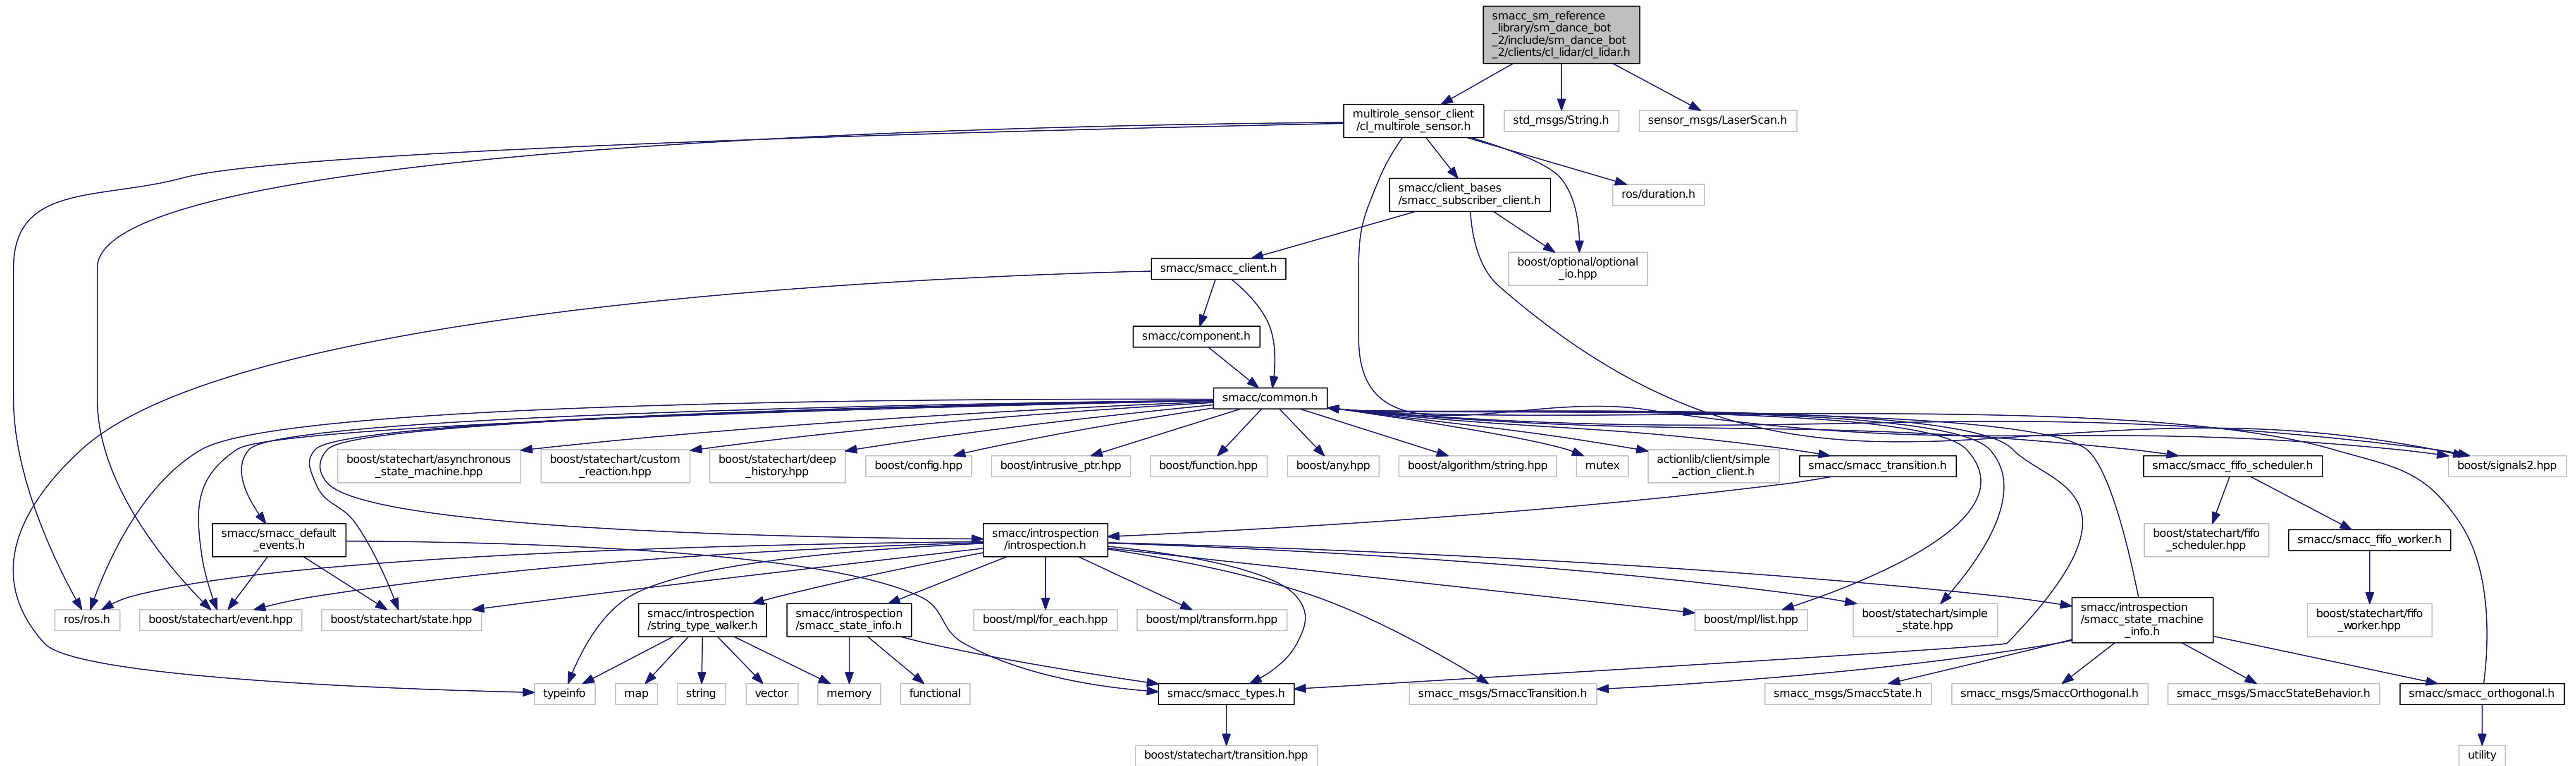 smacc_sm_reference
_library/sm_dance_bot
_2/include/sm_dance_bot
_2/clients/cl_lidar/cl_lidar.h
multirole_sensor_client
/cl_multirole_sensor.h
std_msgs/String.h
sensor_msgs/LaserScan.h
smacc/client_bases
/smacc_subscriber_client.h
ros/duration.h
smacc/smacc_client.h
boost/optional/optional
_io.hpp
smacc/component.h
smacc/common.h
boost/statechart/asynchronous
_state_machine.hpp
boost/statechart/custom
_reaction.hpp
boost/statechart/deep
_history.hpp
boost/config.hpp
boost/intrusive_ptr.hpp
boost/function.hpp
boost/any.hpp
boost/algorithm/string.hpp
mutex
actionlib/client/simple
_action_client.h
smacc/smacc_transition.h
smacc/smacc_fifo_scheduler.h
boost/signals2.hpp
smacc/smacc_default
_events.h
smacc/introspection
/introspection.h
boost/statechart/fifo
_scheduler.hpp
smacc/smacc_fifo_worker.h
ros/ros.h
boost/statechart/event.hpp
boost/statechart/state.hpp
smacc/introspection
/string_type_walker.h
smacc/introspection
/smacc_state_info.h
boost/mpl/for_each.hpp
boost/mpl/transform.hpp
boost/mpl/list.hpp
boost/statechart/simple
_state.hpp
smacc/introspection
/smacc_state_machine
_info.h
boost/statechart/fifo
_worker.hpp
typeinfo
map
string
vector
memory
functional
smacc/smacc_types.h
smacc_msgs/SmaccTransition.h
smacc_msgs/SmaccState.h
smacc_msgs/SmaccOrthogonal.h
smacc_msgs/SmaccStateBehavior.h
smacc/smacc_orthogonal.h
boost/statechart/transition.hpp
utility